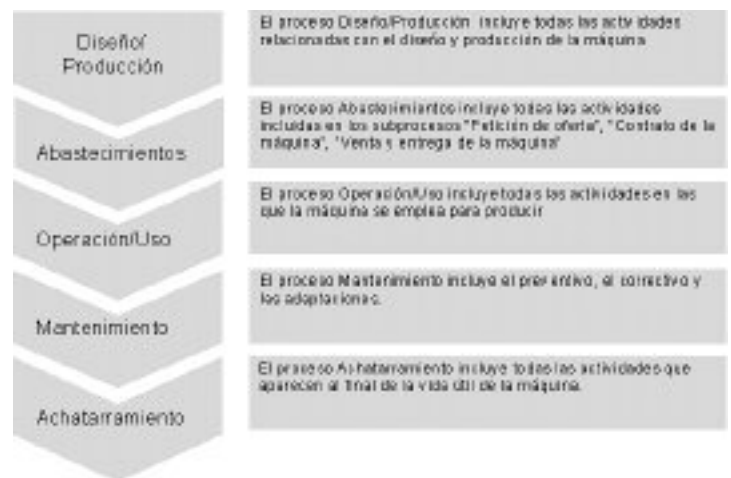 Diseño/
Producción
El proceso Diseño/Producción incluye todas las actividades
relacionadas con el diseño y producción de la máquina
Abastecimientos
El proceso Abastecimientos incluye todas las actividades
incluidas en los subprocesos "Petición de oferta", "Contrato de la
máquina", "Venta y entrega de la máquina"
Operación/Uso
El proceso Operación/Uso incluye todas las actividades en las
que la máquina se emplea para producir
Mantenimiento
El proceso Mantenimiento incluye el preventivo, el correctivo y
las adaptaciones.
Achatarramiento
El proceso Achatarramiento incluye todas las actividades que
aparecen al final de la vida útil de la máquina.